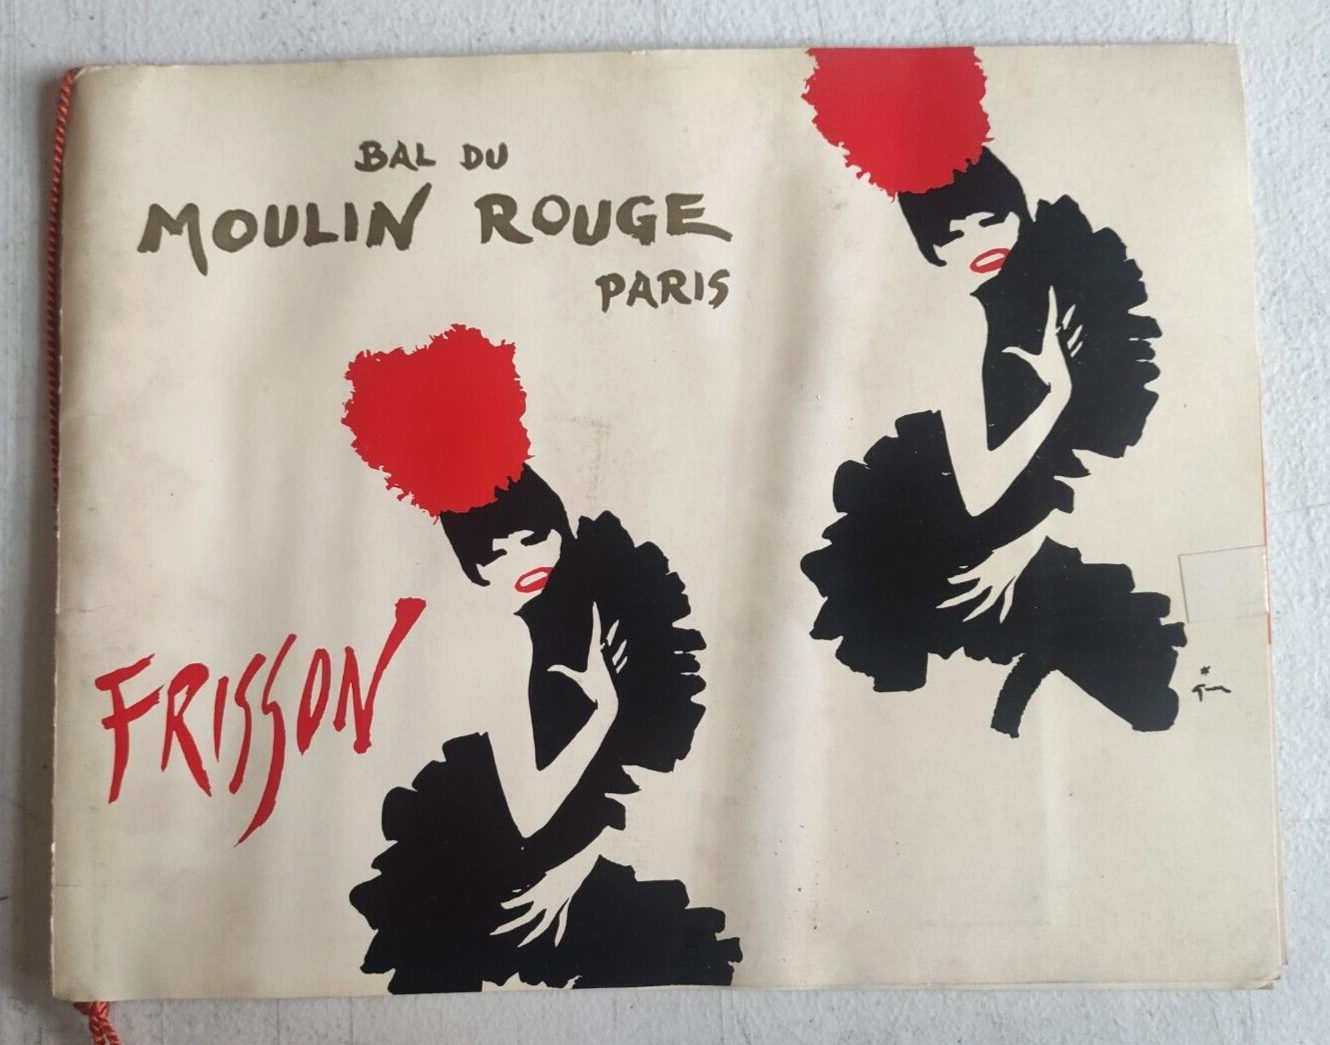 BAL DU
MOULIN ROUGE
PARIS
FRISSON